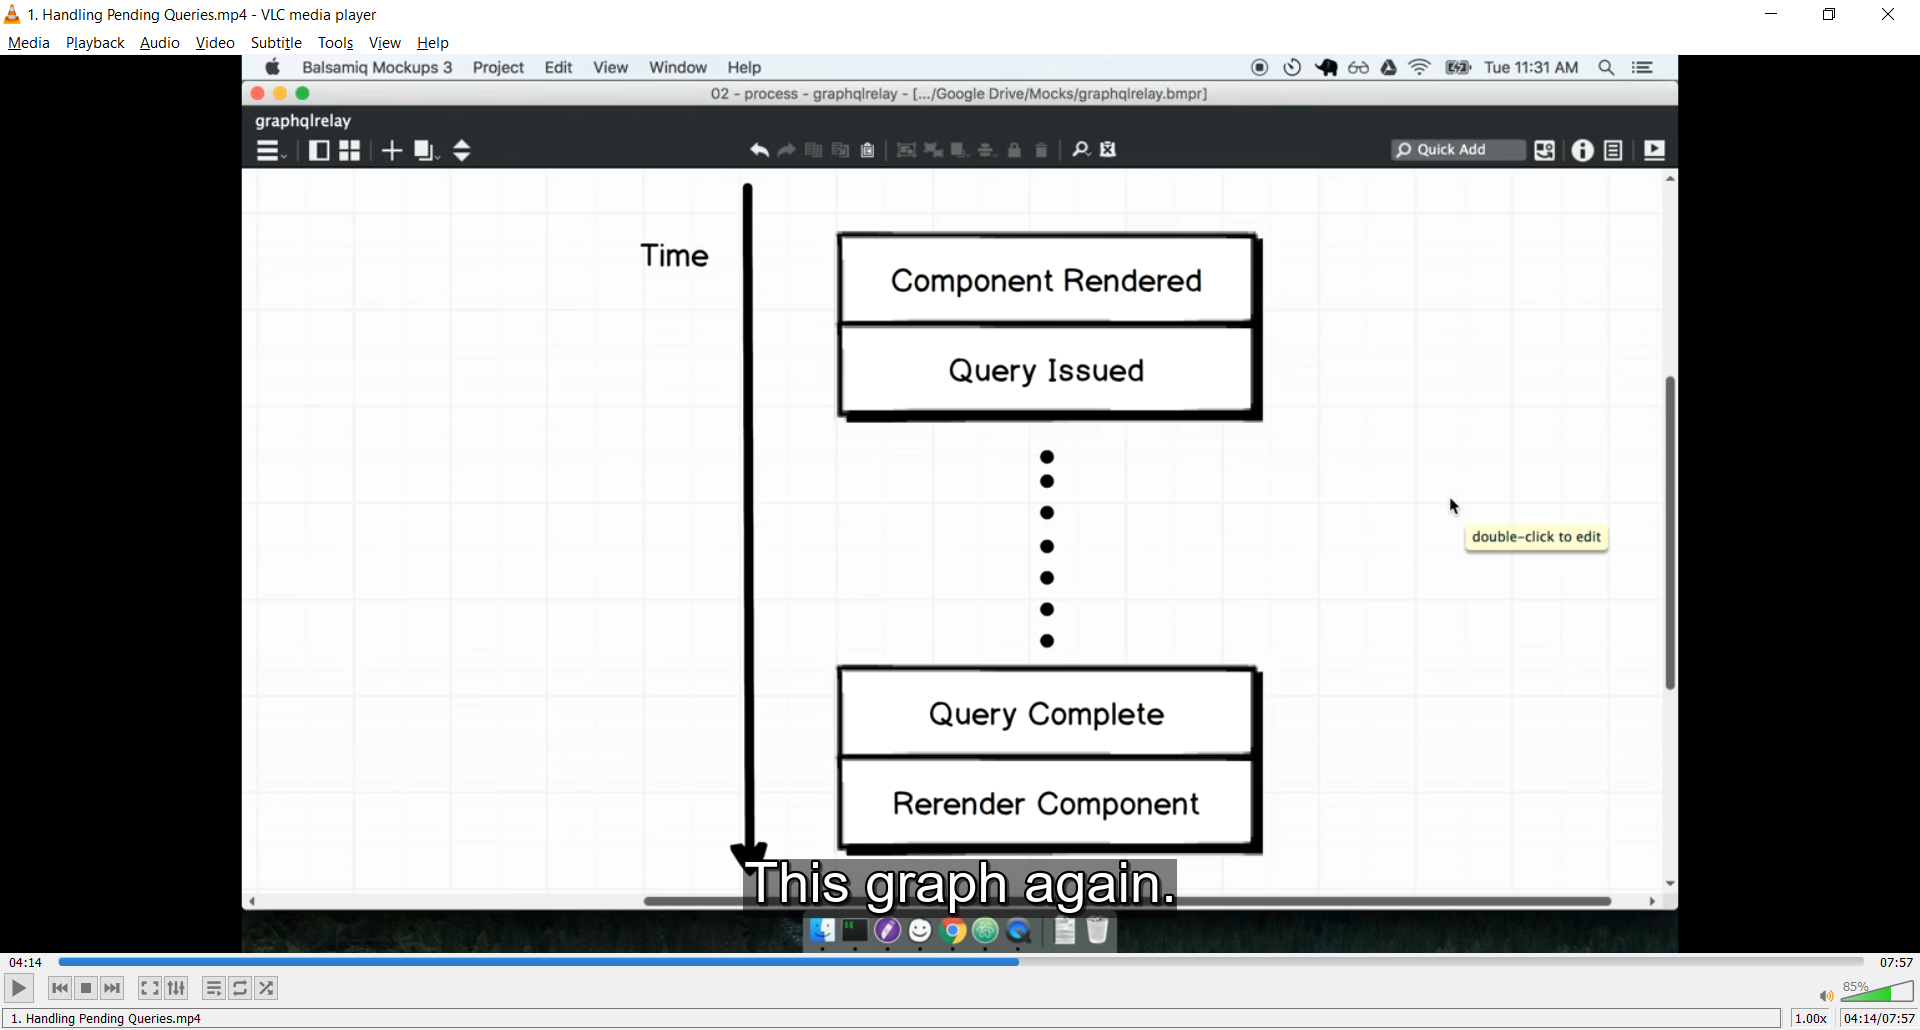 1. Handling Pending Queries.mp4 - VLC media player
Media Playback Audio Video Subtitle Tools View Help
Balsamiq Mockups 3 Project Edit View Window Help Tue 11:31 AM
02 - process - graphqlrelay - [.../Google Drive/Mocks/graphqlrelay.bmpr]
graphqlrelay
Quick Add
Time
Component Rendered
Query Issued
double-click to edit
Query Complete
Rerender Component
This graph again.
04:14 07:57
85%
1. Handling Pending Queries.mp4 1.00x 04:14/07:57